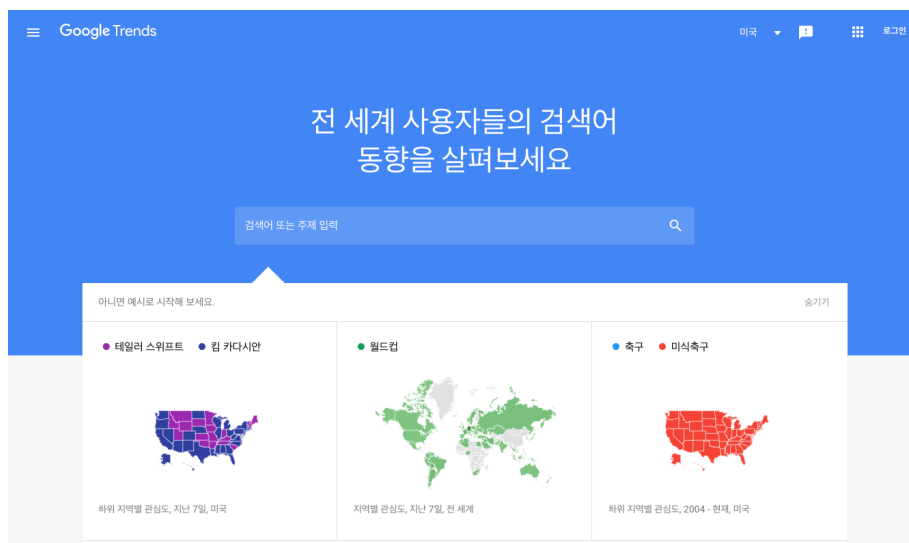 Google Trends
미국
로그인
전 세계 사용자들의 검색어
동향을 살펴보세요
검색어 또는 주제 입력
아니면 예시로 시작해 보세요.
숨기기
테일러 스위프트 킴 카다시안
월드컵
축구 미식축구
하위 지역별 관심도, 지난 7일, 미국
지역별 관심도, 지난 7일, 전 세계
하위 지역별 관심도, 2004 - 현재, 미국